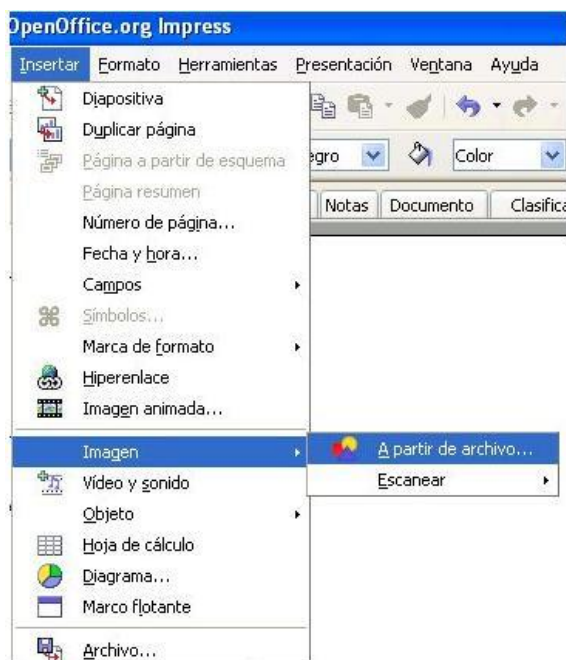 OpenOffice.org Impress
Insertar Formato Herramientas Presentación Ventana Ayuda
Diapositiva
Duplicar página
Página a partir de esquema
egro Color
Página resumen
Notas Documento Clasifica
Número de página...
Fecha y hora...
Campos
Símbolos...
Marca de formato
Hiperenlace
Imagen animada...
Imagen
A partir de archivo...
Vídeo y sonido
Escanear
Objeto
Hoja de cálculo
Diagrama...
Marco flotante
Archivo...